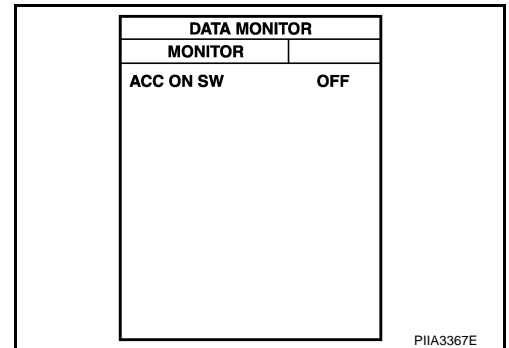 DATA MONITOR
MONITOR
ACC ON SW OFF
PIIA3367E